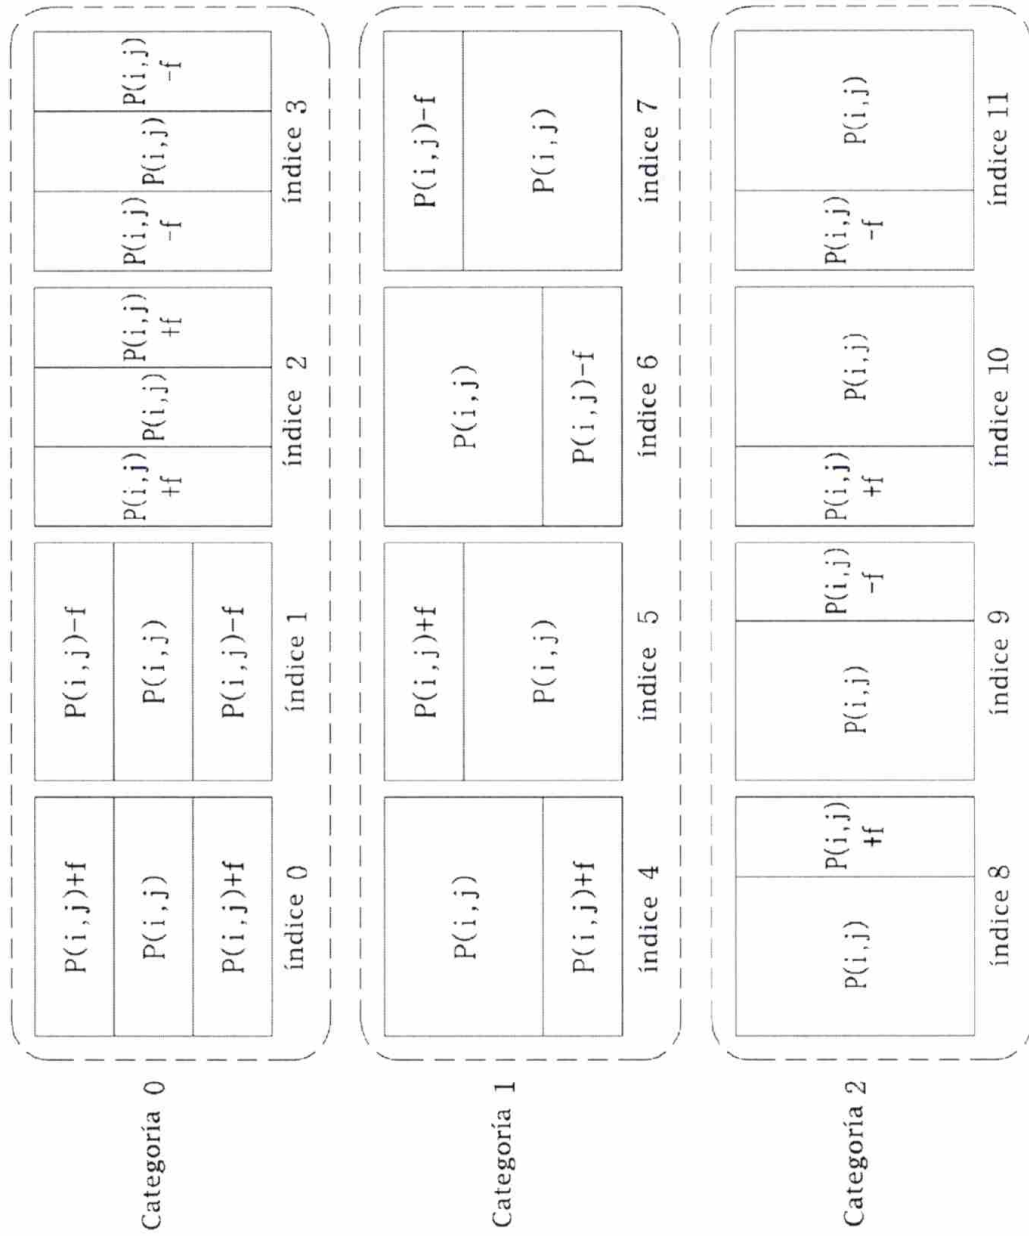 Categoría 0
P(i,j)+f
P(i,j)
P(i,j)+f
índice 0
P(i,j)-f
P(i,j)
P(i,j)-f
índice 1
P(i,j)
+f
P(i,j)
P(i,j)
+f
índice 2
P(i,j)
-f
P(i,j)
P(i,j)
-f
índice 3
Categoría 1
P(i,j)
P(i,j)+f
índice 4
P(i,j)+f
P(i,j)
índice 5
P(i,j)
P(i,j)-f
índice 6
P(i,j)-f
P(i,j)
índice 7
Categoría 2
P(i,j)
P(i,j)
+f
índice 8
P(i,j)
P(i,j)
-f
índice 9
P(i,j)
+f
P(i,j)
índice 10
P(i,j)
-f
P(i,j)
índice 11